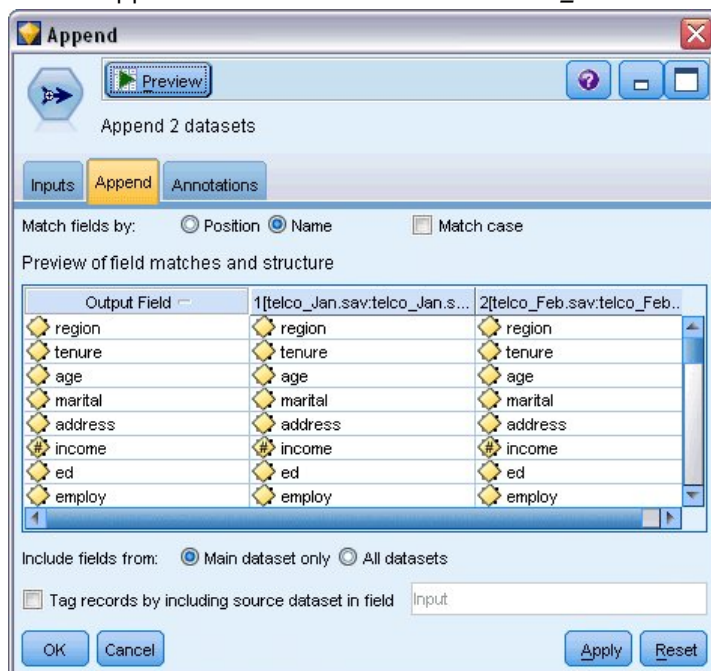 Append
Preview
Append 2 datasets
Inputs Append Annotations
Match fields by: Position Name Match case
Preview of field matches and structure
Output Field 1[telco_Jan.sav:telco_Jan.s... 2[telco_Feb.sav:telco_Feb..
region region region
tenure tenure tenure
age age age
marital marital marital
address address address
income income income
ed ed ed
employ employ employ
Include fields from: Main dataset only All datasets
Tag records by including source dataset in field Input
OK Cancel Apply Reset